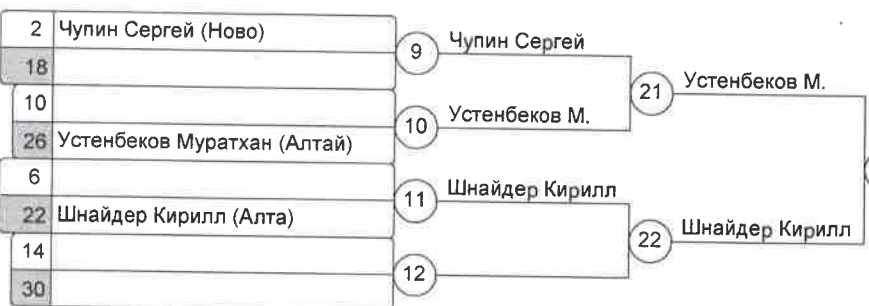 2 Чупин Сергей (Ново)
18
9 Чупин Сергей
10
26 Устенбеков Муратхан (Алтай)
10 Устенбеков М.
21 Устенбеков М.
6
22 Шнайдер Кирилл (Алта)
11 Шнайдер Кирилл
14
30
12
22 Шнайдер Кирилл